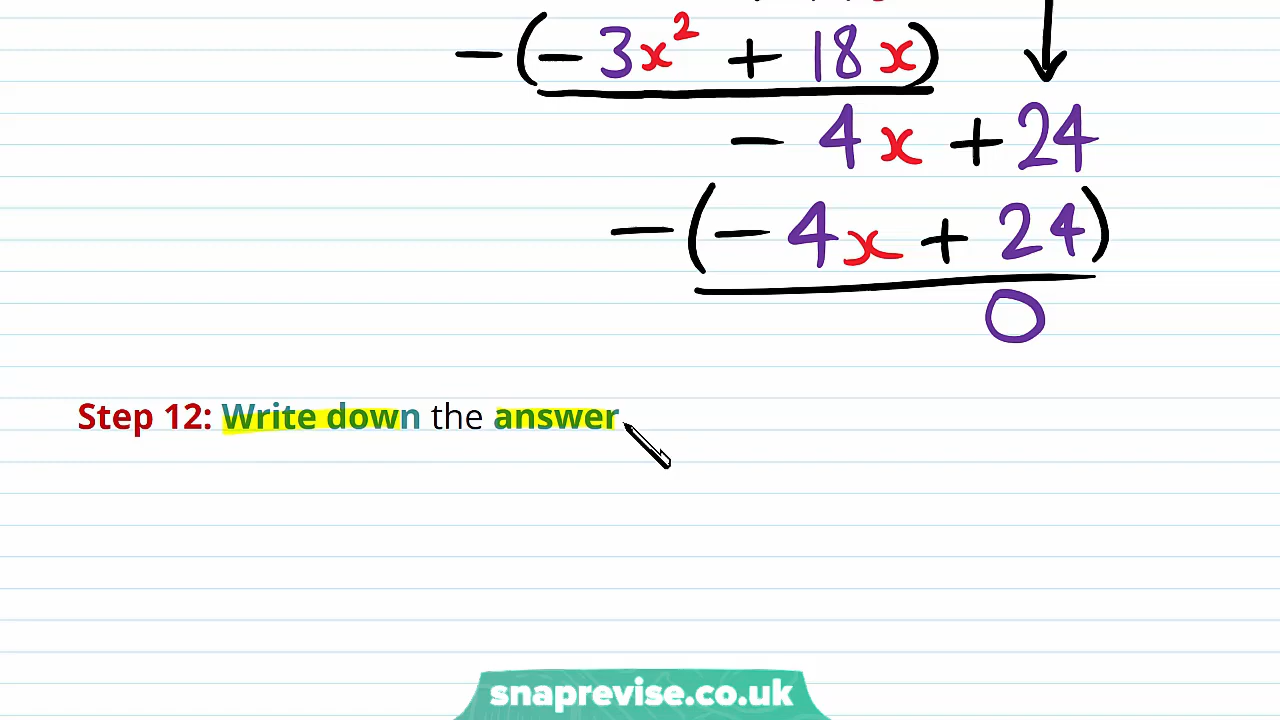 -(-3x² + 18x)
- 4x + 24
-(-4x + 24)
0
Step 12: Write down the answer
snaprevise.co.uk